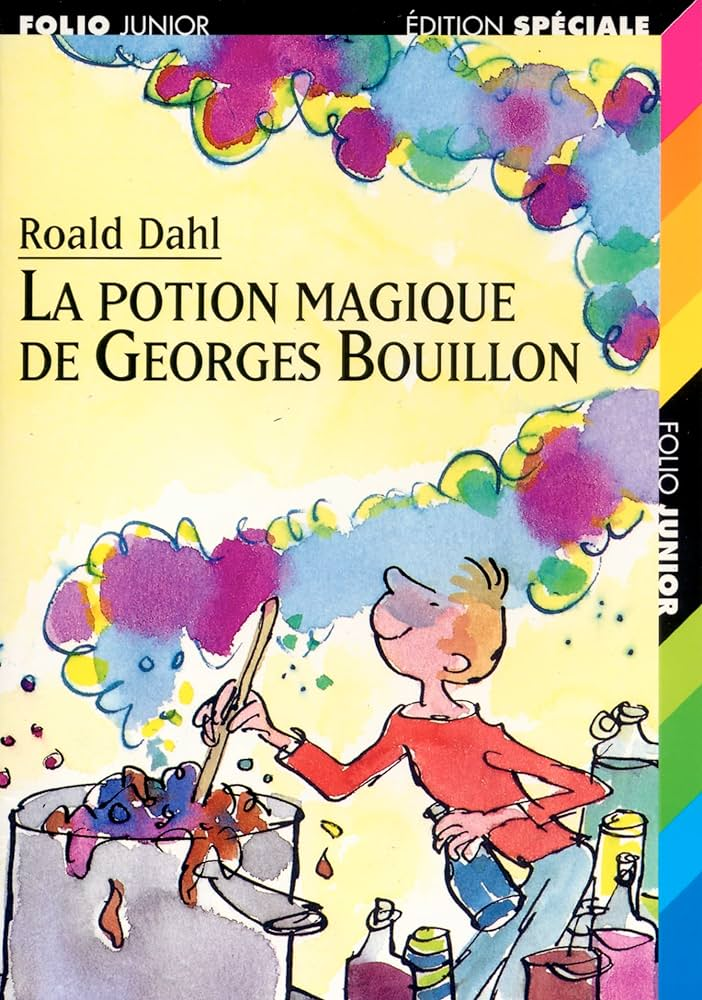 FOLIO JUNIOR
ÉDITION SPÉCIALE
Roald Dahl
LA POTION MAGIQUE
DE GEORGES BOUILLON
FOLIO JUNIOR